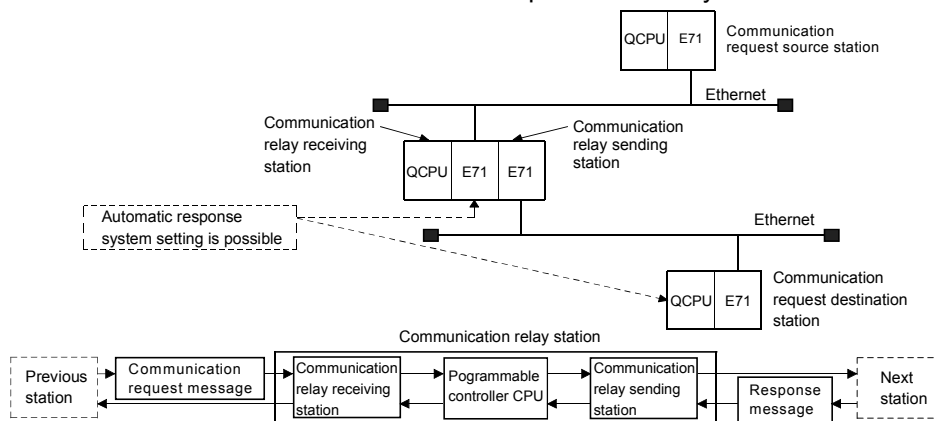 QCPU
E71
Communication
request source station
Ethernet
Communication
relay receiving
station
Communication
relay sending
station
QCPU
E71
E71
Automatic response
system setting is possible
Ethernet
QCPU
E71
Communication
request destination
station
Communication relay station
Previous
station
Communication
request message
Communication
relay receiving
station
Pogrammable
controller CPU
Communication
relay sending
station
Response
message
Next
station